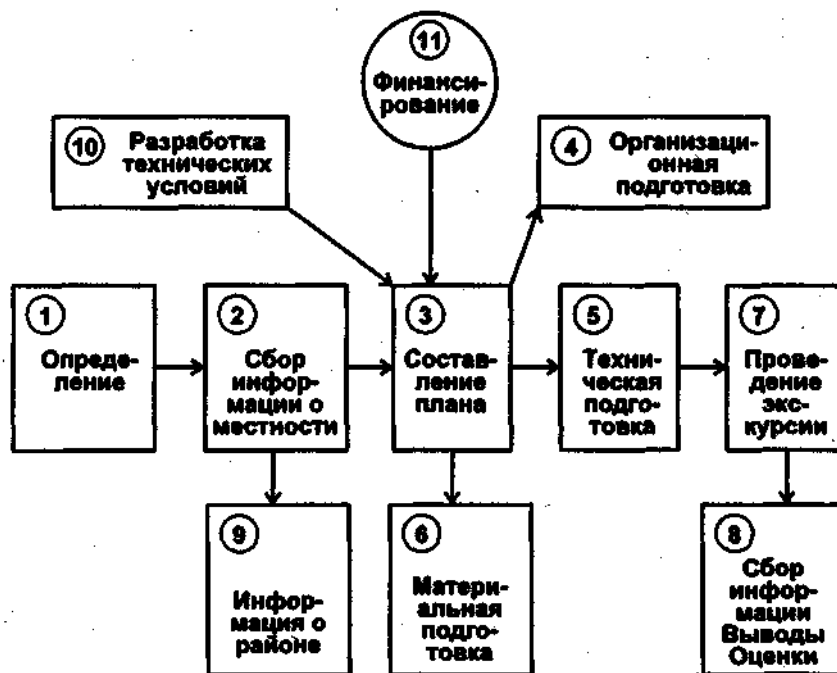 11
Финанси-
рование
10
Разработка
технических
условий
4
Организаци-
онная
подготовка
1
Опреде-
ление
2
Сбор
инфор-
мации о
местности
3
Состав-
ление
плана
5
Техни-
ческая
подго-
товка
7
Прове-
дение
экс-
курсии
9
Инфор-
мация о
районе
6
Матери-
альная
подго-
товка
8
Сбор
инфор-
мации
Выводы
Оценки